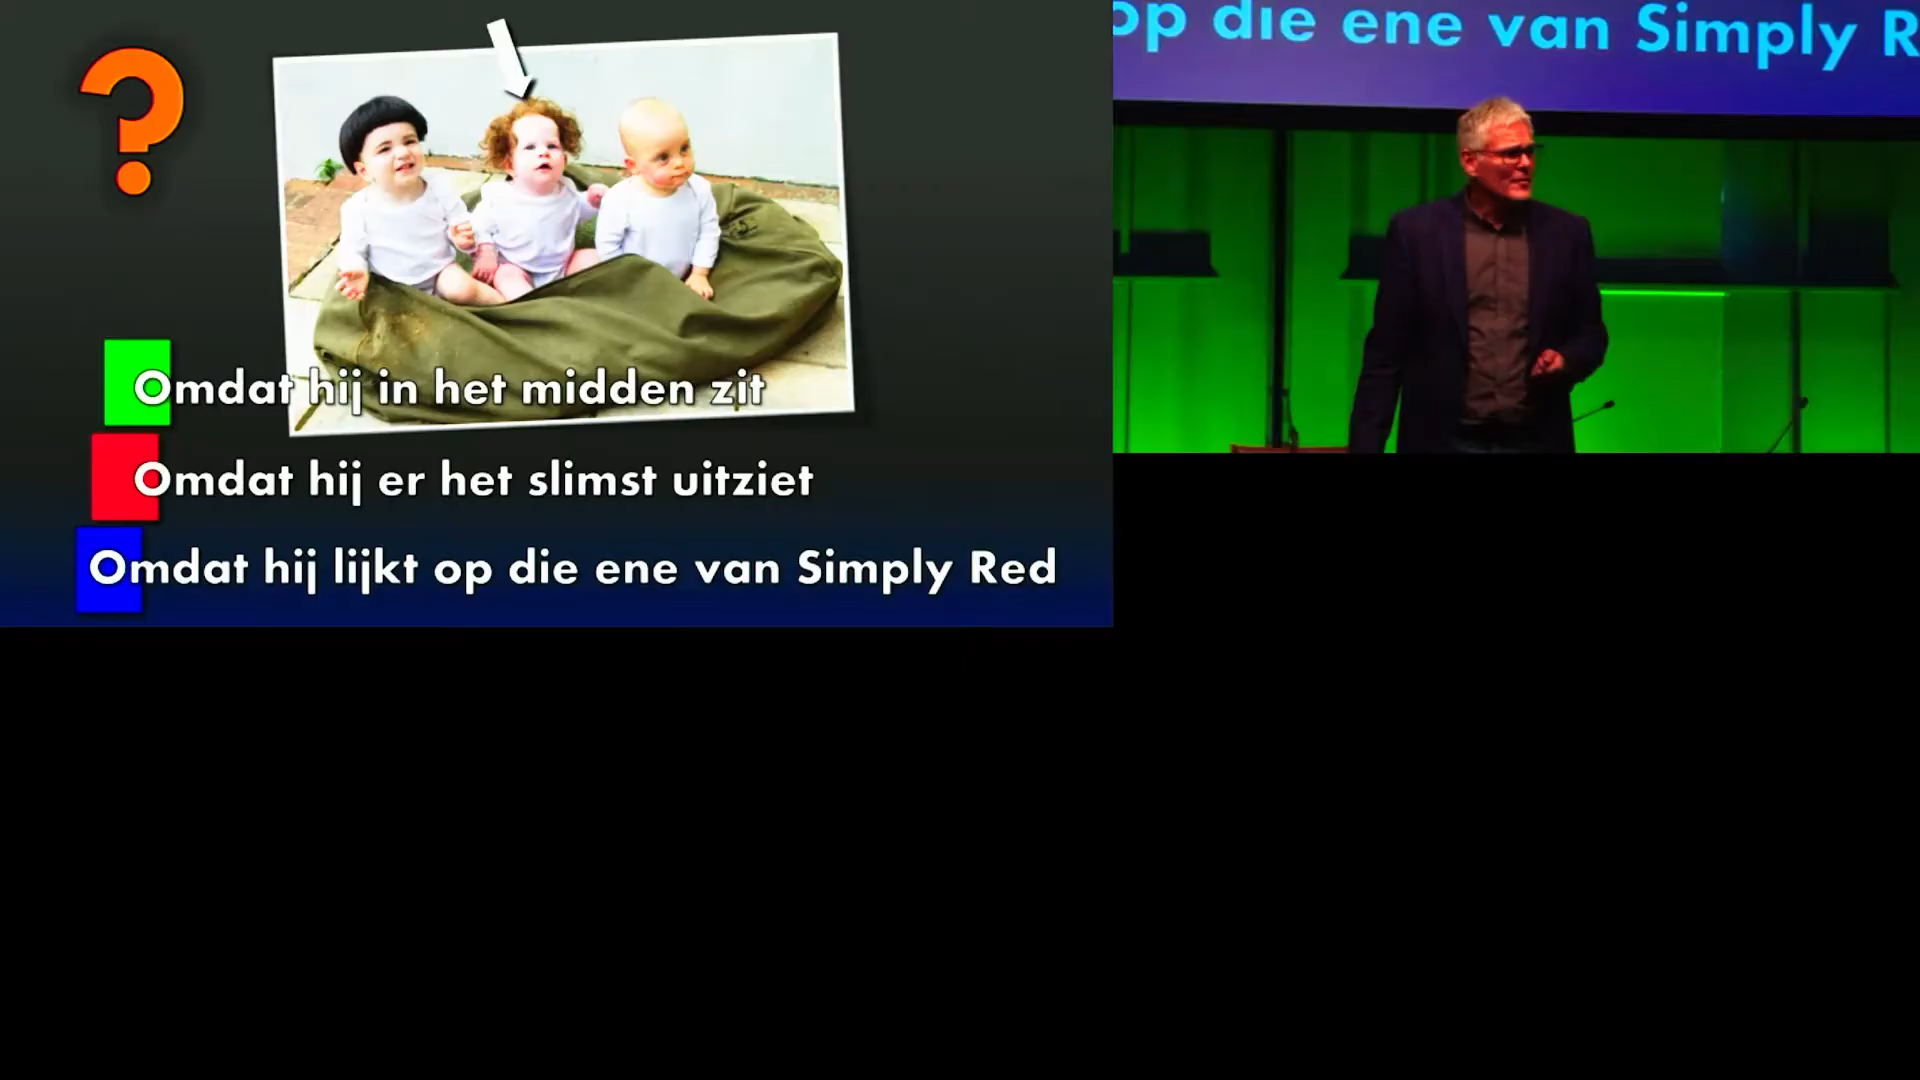 ?
Omdat hij in het midden zit
Omdat hij er het slimst uitziet
Omdat hij lijkt op die ene van Simply Red
op die ene van Simply R